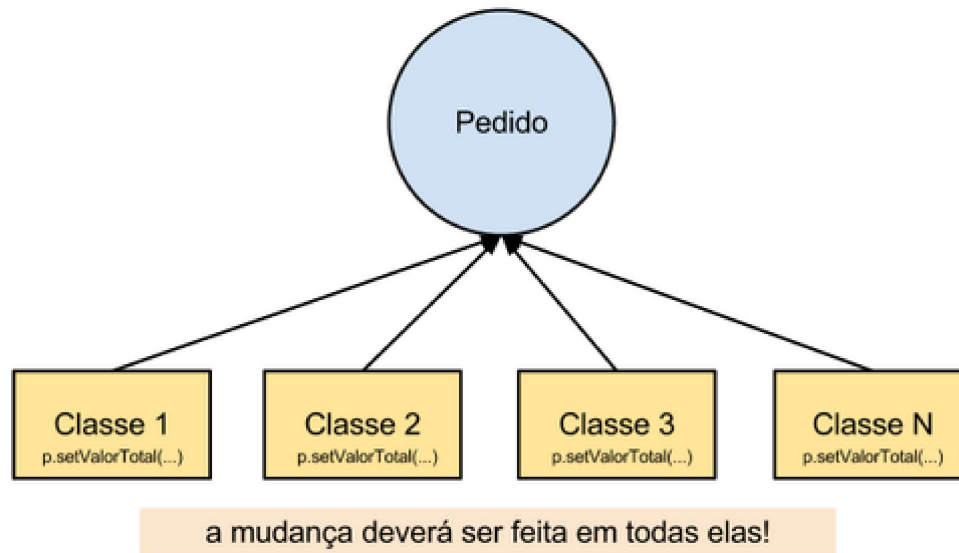 Pedido
Classe 1
p.setValorTotal(...)
Classe 2
p.setValorTotal(...)
Classe 3
p.setValorTotal(...)
Classe N
p.setValorTotal(...)
a mudança deverá ser feita em todas elas!